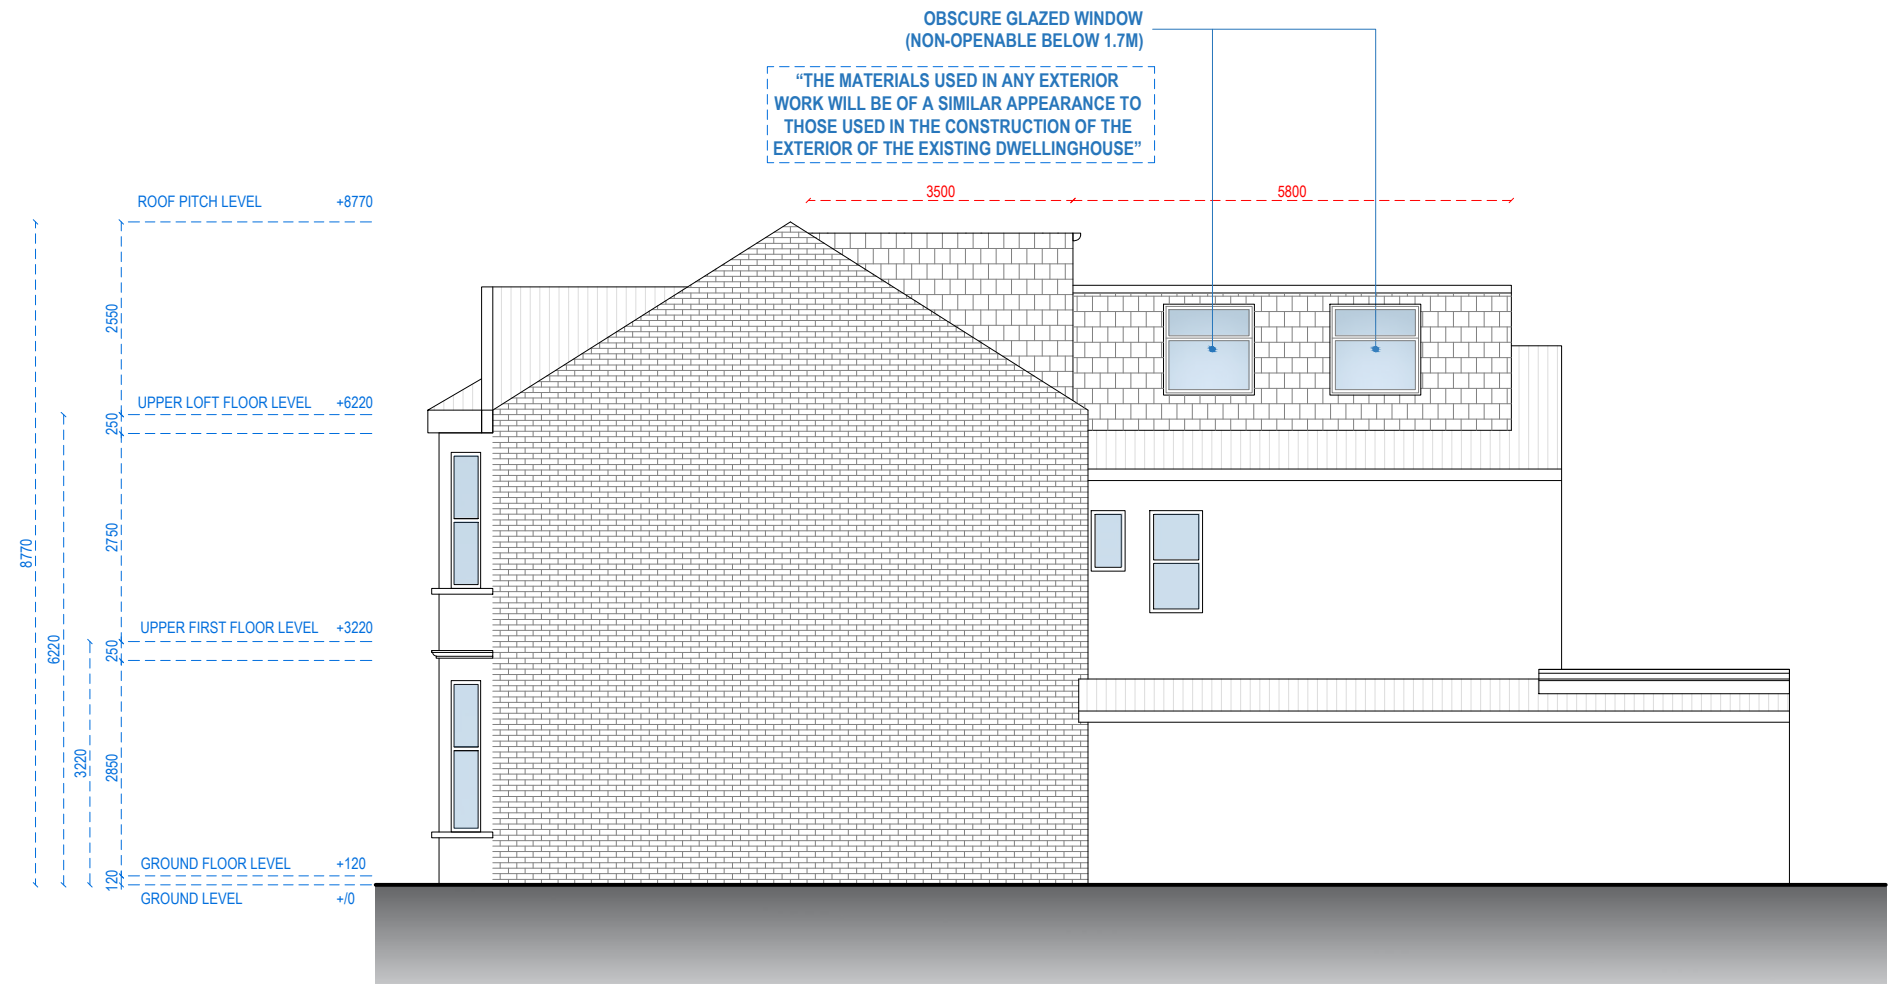 OBSCURE GLAZED WINDOW
(NON-OPENABLE BELOW 1.7M)
“THE MATERIALS USED IN ANY EXTERIOR
WORK WILL BE OF A SIMILAR APPEARANCE TO
THOSE USED IN THE CONSTRUCTION OF THE
EXTERIOR OF THE EXISTING DWELLINGHOUSE”
3500
5800
ROOF PITCH LEVEL +8770
2550
UPPER LOFT FLOOR LEVEL +6220
250
2750
8770
UPPER FIRST FLOOR LEVEL +3220
6220
250
3220
2850
GROUND FLOOR LEVEL +120
120
GROUND LEVEL +/0